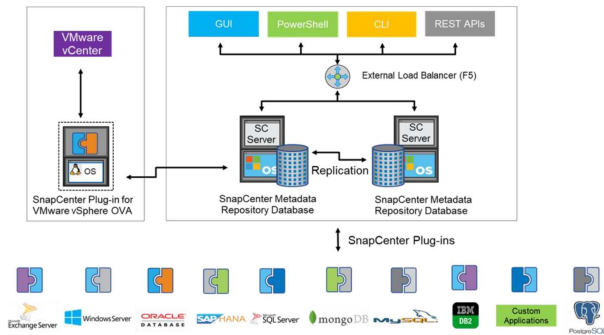 GUI
PowerShell
CLI
REST APIs
VMware
vCenter
External Load Balancer (F5)
SC
Server
OS
SC
Server
OS
Replication
OS
SnapCenter Plug-in for
VMware vSphere OVA
SnapCenter Metadata
Repository Database
SnapCenter Metadata
Repository Database
SnapCenter Plug-ins
Microsoft
Exchange Server
Windows Server
ORACLE
DATABASE
SAP HANA
SQL Server
mongoDB
MySQL
IBM
DB2
Custom
Applications
PostgreSQL